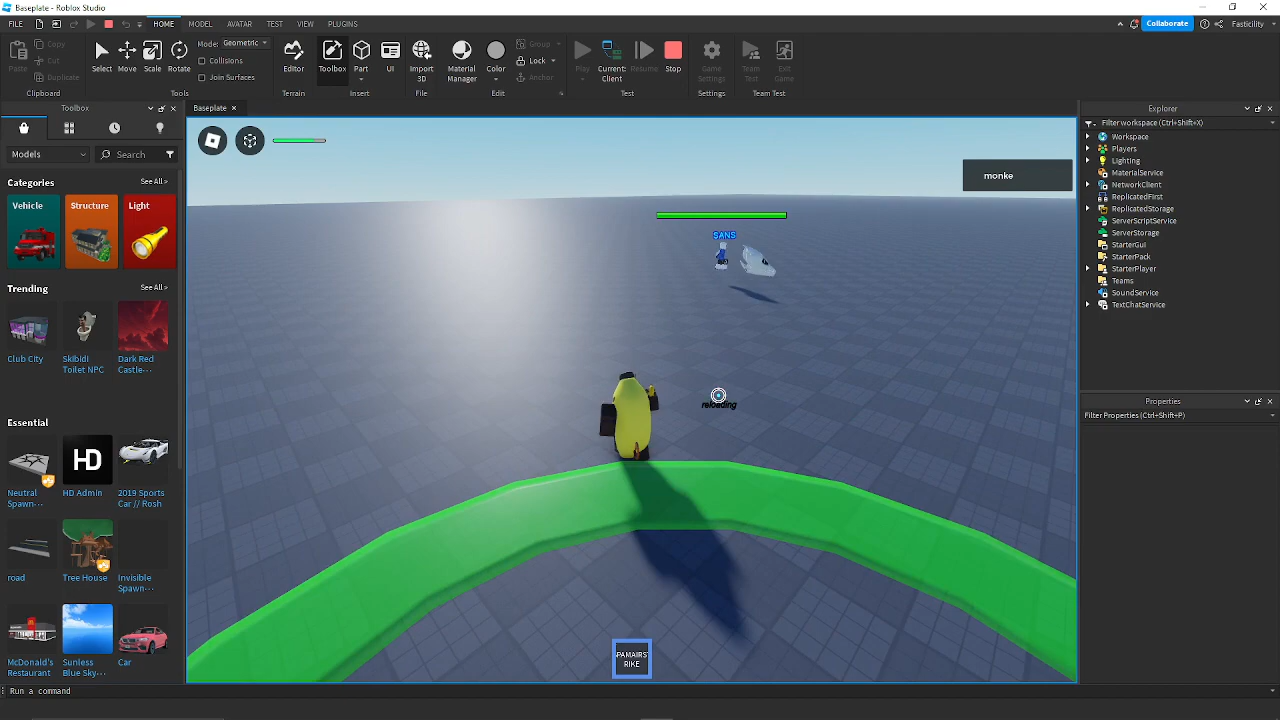 Baseplate - Roblox Studio
FILE HOME MODEL AVATAR TEST VIEW PLUGINS Collaborate Fasticility
Paste Copy Cut Duplicate Clipboard
Select Move Scale Rotate Mode: Geometric Collisions Join Surfaces Tools
Editor Terrain
Toolbox Part UI Insert
Import 3D File
Material Manager Color Group Lock Anchor Edit
Play Current: Client Resume Stop Test
Game Settings Settings
Team Test Exit Game Team Test
Toolbox
Models Search
Categories See All >
Vehicle Structure Light
Trending See All >
Club City
Skibidi Toilet NPC
Dark Red Castle···
Essential See All >
HD
Neutral Spawn···
HD Admin
2019 Sports Car // Rosh
road
Tree House
Invisible Spawn···
McDonald's Restaurant
Sunless Blue Sky···
Car
Run a command
Baseplate
monke
SANS
reloading
PAMAIRS
RIKE
Explorer
Filter workspace (Ctrl+Shift+X)
Workspace
Players
Lighting
MaterialService
NetworkClient
ReplicatedFirst
ReplicatedStorage
ServerScriptService
ServerStorage
StarterGui
StarterPack
StarterPlayer
Teams
SoundService
TextChatService
Properties
Filter Properties (Ctrl+Shift+P)